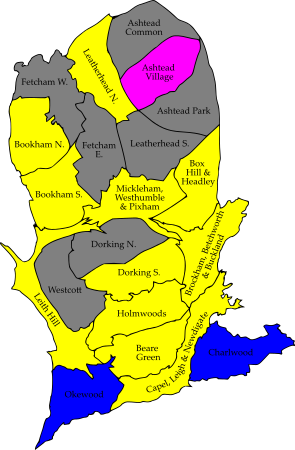 Ashtead
Common
Leatherhead N.
Ashtead
Village
Fetcham W.
Ashtead Park
Bookham N.
Fetcham
E.
Leatherhead S.
Box
Hill &
Headley
Bookham S.
Mickleham,
Westhumble
& Pixham
Brockham, Betchworth
& Buckland
Dorking N.
Dorking S.
Westcott
Leith Hill
Holmwoods
Beare
Green
Capel, Leigh & Newdigate
Charlwood
Okewood